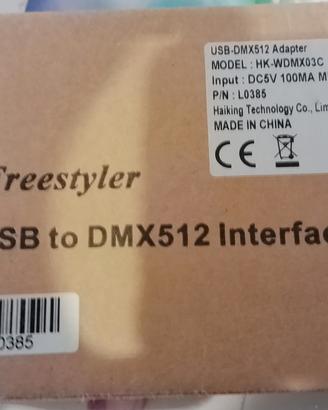 USB-DMX512 Adapter
MODEL : HK-WDMX03C
Input : DC5V 100MA M
P/N : L0385
Haiking Technology Co., Lim
MADE IN CHINA
CE
Freestyler
SB to DMX512 Interfac
0385